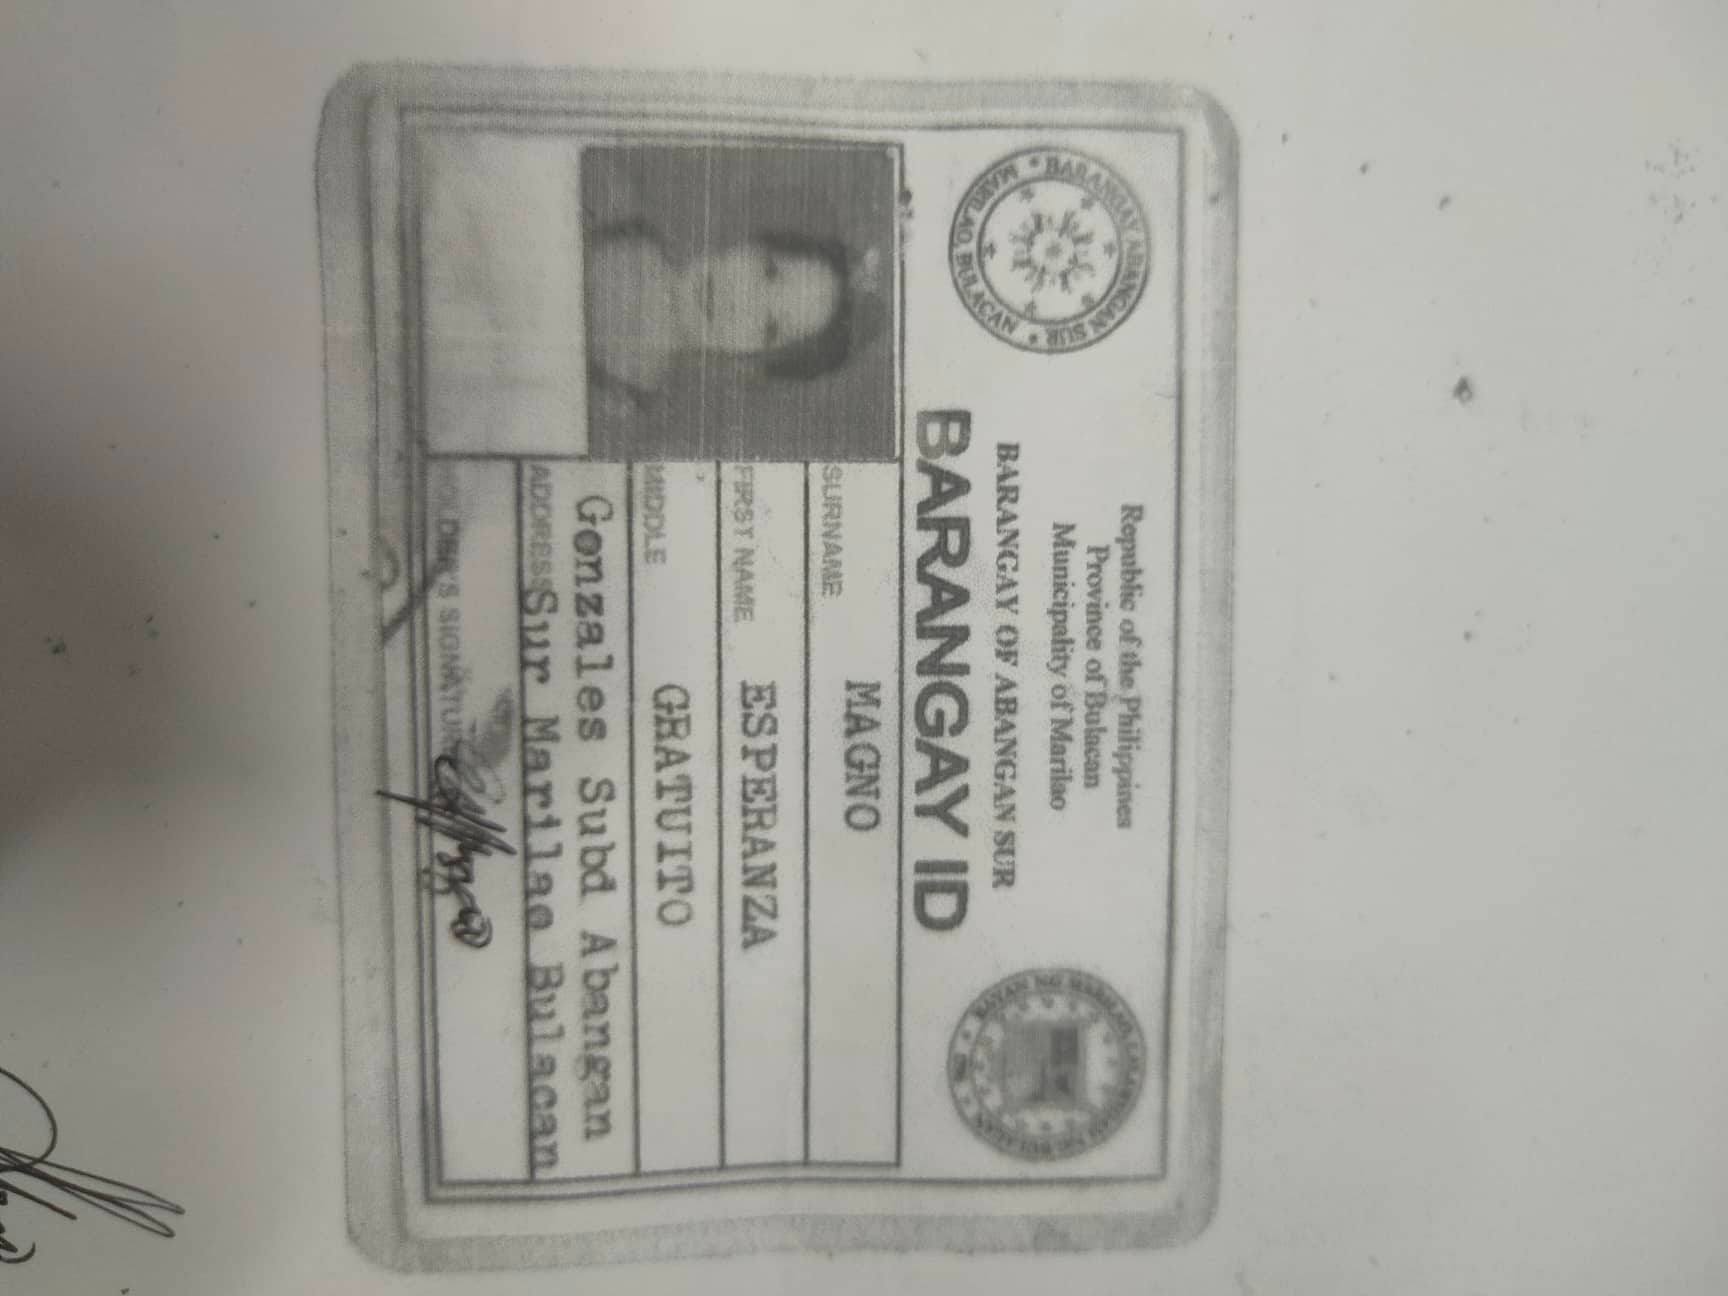 Republic of the Philippines
Province of Bulacan
Municipality of Marilao
BARANGAY OF ABANGAN SUR
BARANGAY ID
BARANGAY ABANGAN SUR
MARILAO, BULACAN
MAGNO
SURNAME
ESPERANZA
FIRST NAME
GRATUITO
MIDDLE
Gonzales Subd Abangan
ADDRESS Sur Marilao Bulacan
HOLDER'S SIGNATURE